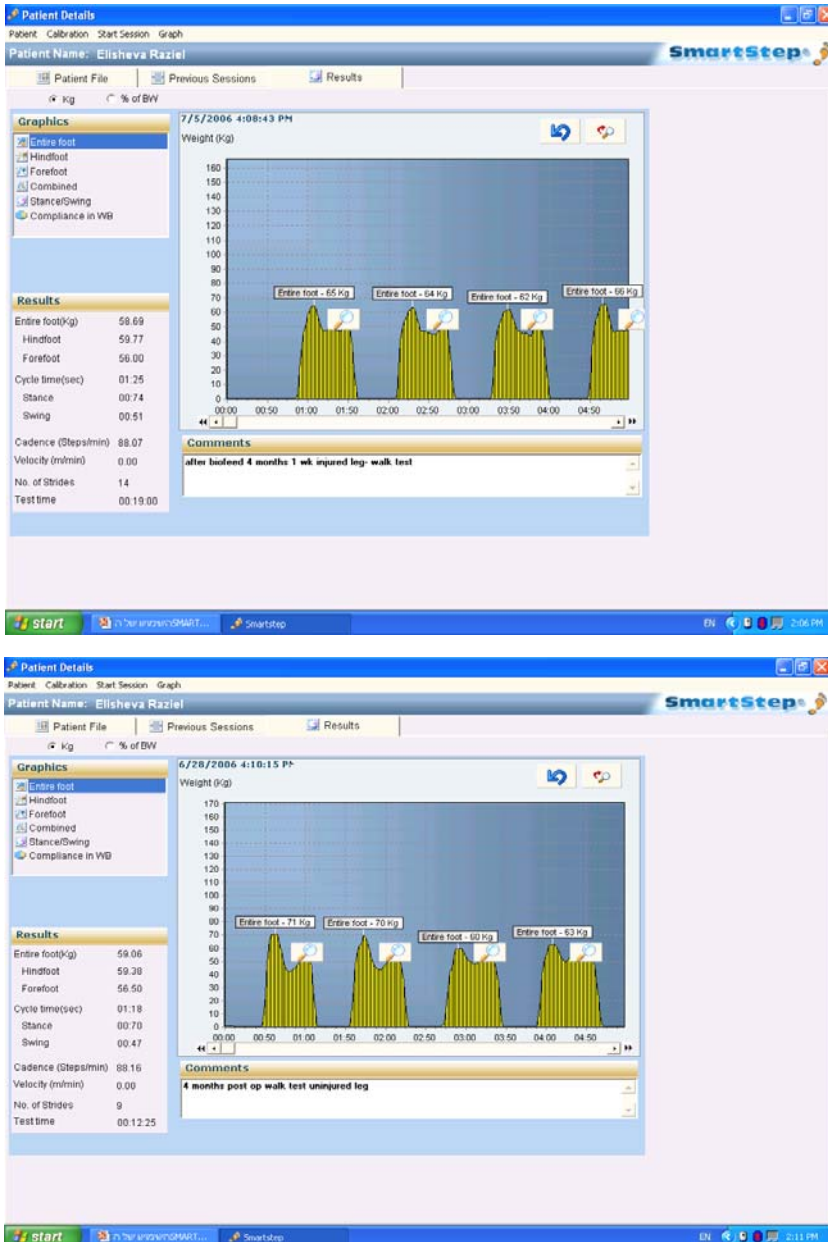 Patient Details
Patient Calibration Start Session Graph
Patient Name: Elisheva Raziel
SmartStep
Patient File
Previous Sessions
Results
Kg
% of BW
Graphics
Entire foot
Hindfoot
Forefoot
Combined
Stance/Swing
Compliance in WB
7/5/2006 4:08:43 PM
Weight (Kg)
160
150
140
130
120
110
100
90
80
70
60
50
40
30
20
10
0
Entire foot - 65 Kg
Entire foot - 64 Kg
Entire foot - 62 Kg
Entire foot - 66 Kg
00:00 00:50 01:00 01:50 02:00 02:50 03:00 03:50 04:00 04:50
Results
Entire foot(Kg) 58.69
Hindfoot 59.77
Forefoot 56.00
Cycle time(sec) 01:25
Stance 00:74
Swing 00:51
Cadence (Steps/min) 88.07
Velocity (m/min) 0.00
No. of Strides 14
Test time 00:19:00
Comments
after biofeed 4 months 1 wk injured leg- walk test
start
SMART...
Smartstep
EN
2:06 PM
Patient Details
Patient Calibration Start Session Graph
Patient Name: Elisheva Raziel
SmartStep
Patient File
Previous Sessions
Results
Kg
% of BW
Graphics
Entire foot
Hindfoot
Forefoot
Combined
Stance/Swing
Compliance in WB
6/28/2006 4:10:15 PM
Weight (Kg)
170
160
150
140
130
120
110
100
90
80
70
60
50
40
30
20
10
0
Entire foot - 71 Kg
Entire foot - 70 Kg
Entire foot - 60 Kg
Entire foot - 63 Kg
00:00 00:50 01:00 01:50 02:00 02:50 03:00 03:50 04:00 04:50
Results
Entire foot(Kg) 59.06
Hindfoot 59.38
Forefoot 56.50
Cycle time(sec) 01:18
Stance 00:70
Swing 00:47
Cadence (Steps/min) 88.16
Velocity (m/min) 0.00
No. of Strides 9
Test time 00:12:25
Comments
4 months post op walk test uninjured leg
start
SMART...
Smartstep
EN
2:11 PM